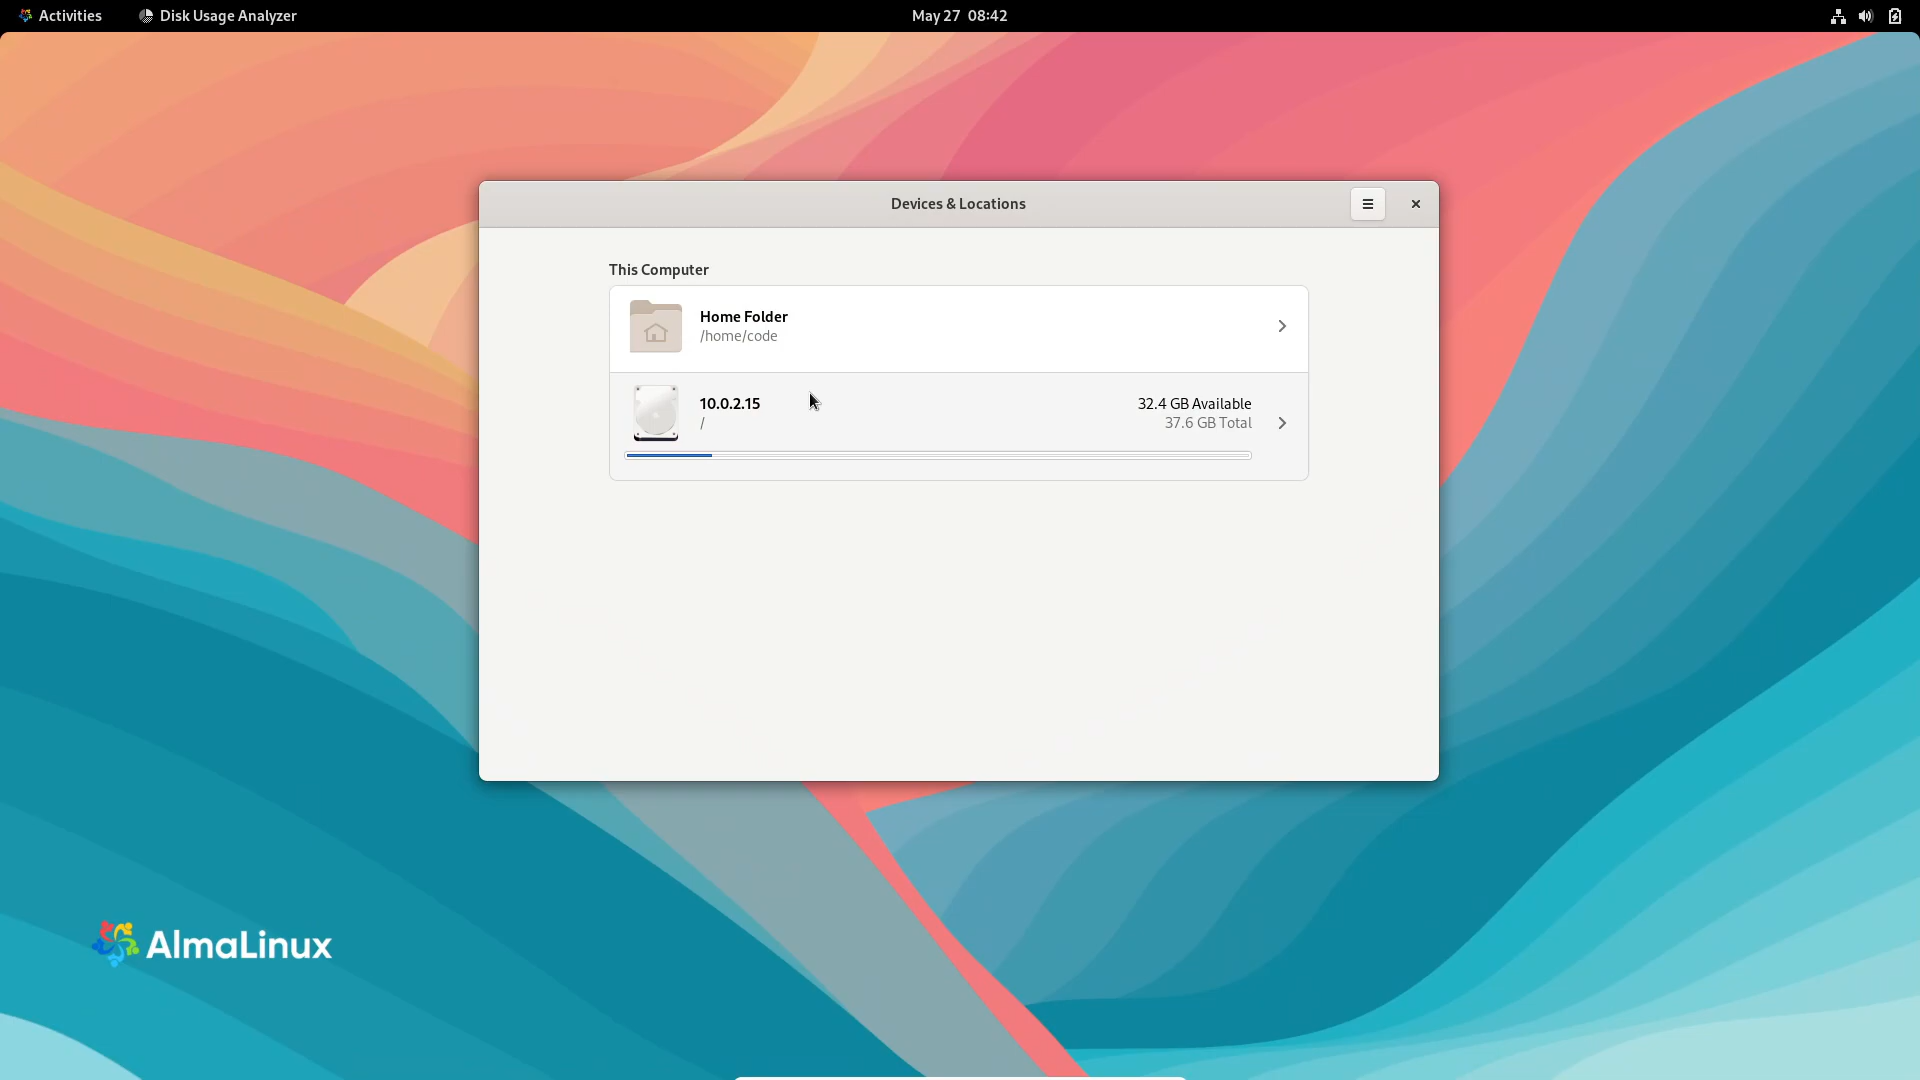 Activities
Disk Usage Analyzer
May 27 08:42
Devices & Locations
This Computer
Home Folder
/home/code
10.0.2.15
32.4 GB Available
/
37.6 GB Total
AlmaLinux